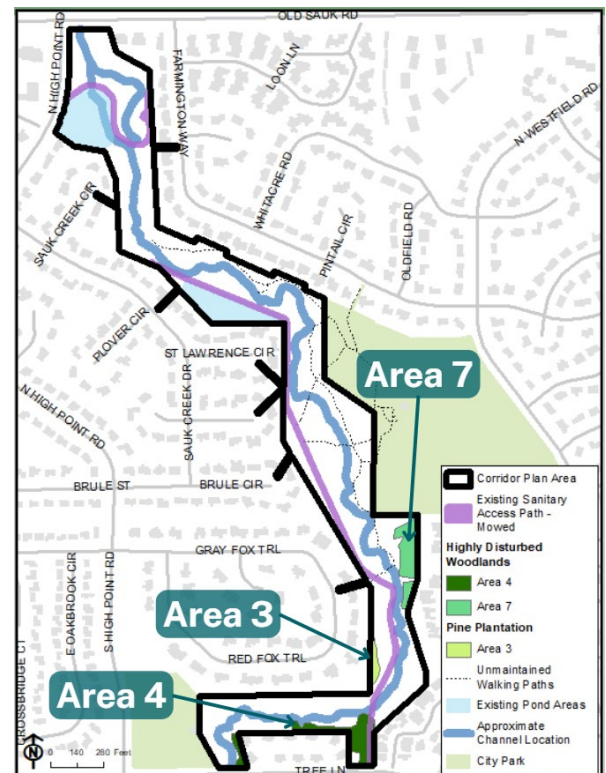 OLD SAUK RD
N HIGH POINT RD
FARMINGTON WAY
LOON LN
N WESTFIELD RD
WHITACRE RD
SAUK CREEK CIR
PINTAIL CIR
OLDFIELD RD
PLOVER CIR
ST LAWRENCE CIR
Area 7
SAUK CREEK DR
N HIGH POINT RD
BRULE ST
BRULE CIR
GRAY FOX TRL
E OAKBROOK CIR
S HIGH POINT RD
Area 3
RED FOX TRL
Area 4
CROSSBRIDGE CT
TREE LN
N
0 140 280 Feet
Corridor Plan Area
Existing Sanitary
Access Path -
Mowed
Highly Disturbed
Woodlands
Area 4
Area 7
Pine Plantation
Area 3
Unmaintained
Walking Paths
Existing Pond Areas
Approximate
Channel Location
City Park